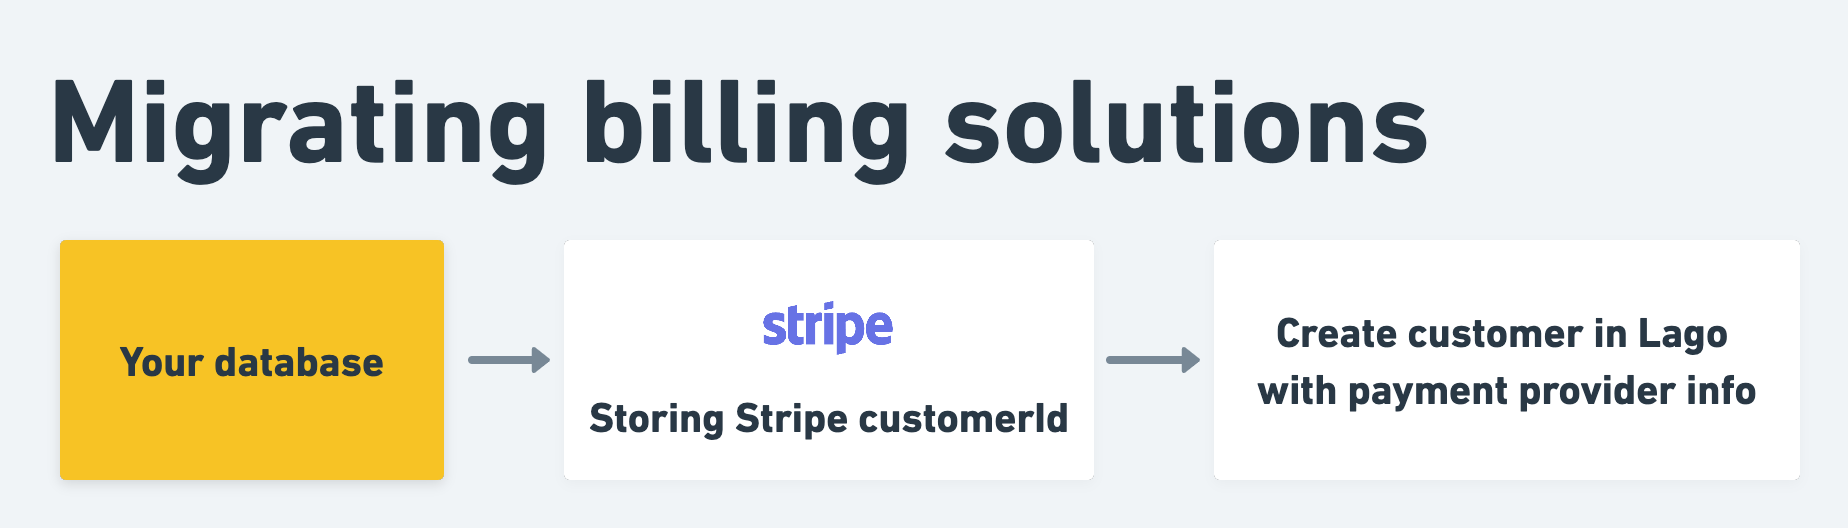 Migrating billing solutions
Your database
stripe
Storing Stripe customerId
Create customer in Lago
with payment provider info